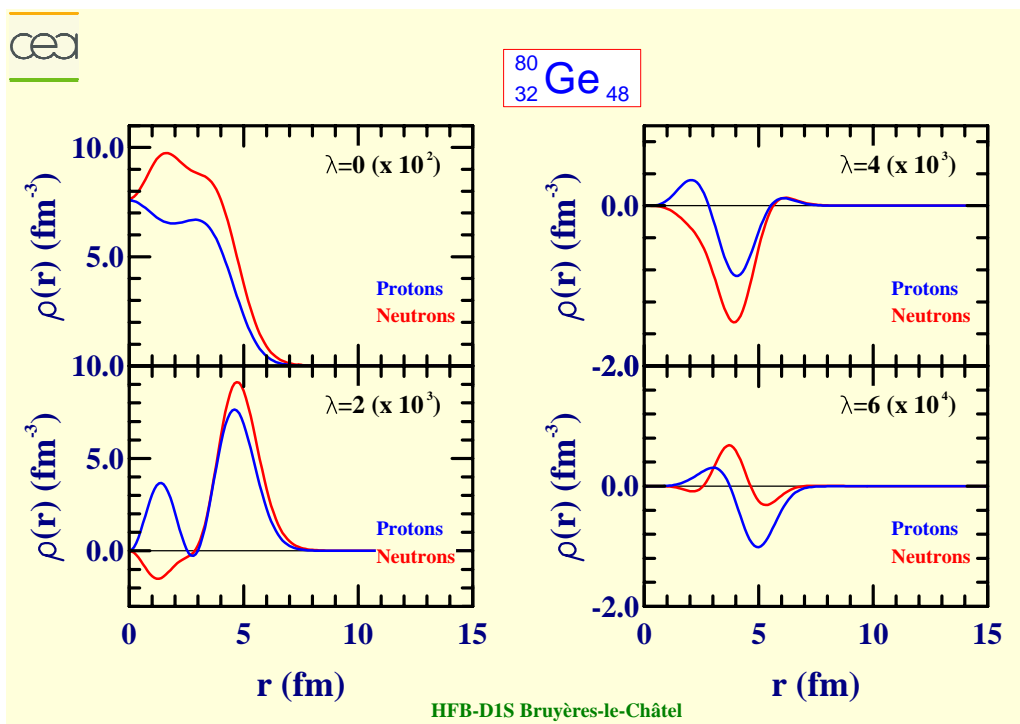 cea
80
32 Ge 48
10.0
5.0
ρ(r) (fm-3)
λ=0 (x 10²)
Protons
Neutrons
0.0
-2.0
ρ(r) (fm-3)
λ=4 (x 10³)
Protons
Neutrons
10.0
5.0
0.0
ρ(r) (fm-3)
λ=2 (x 10³)
Protons
Neutrons
0 5 10 15
r (fm)
0.0
-2.0
ρ(r) (fm-3)
λ=6 (x 10⁴)
Protons
Neutrons
0 5 10 15
r (fm)
HFB-D1S Bruyères-le-Châtel